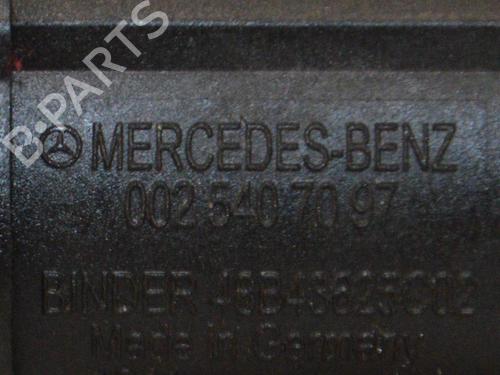 B-PARTS
MERCEDES-BENZ
002 540 70 97
BINDER
Made in Germany